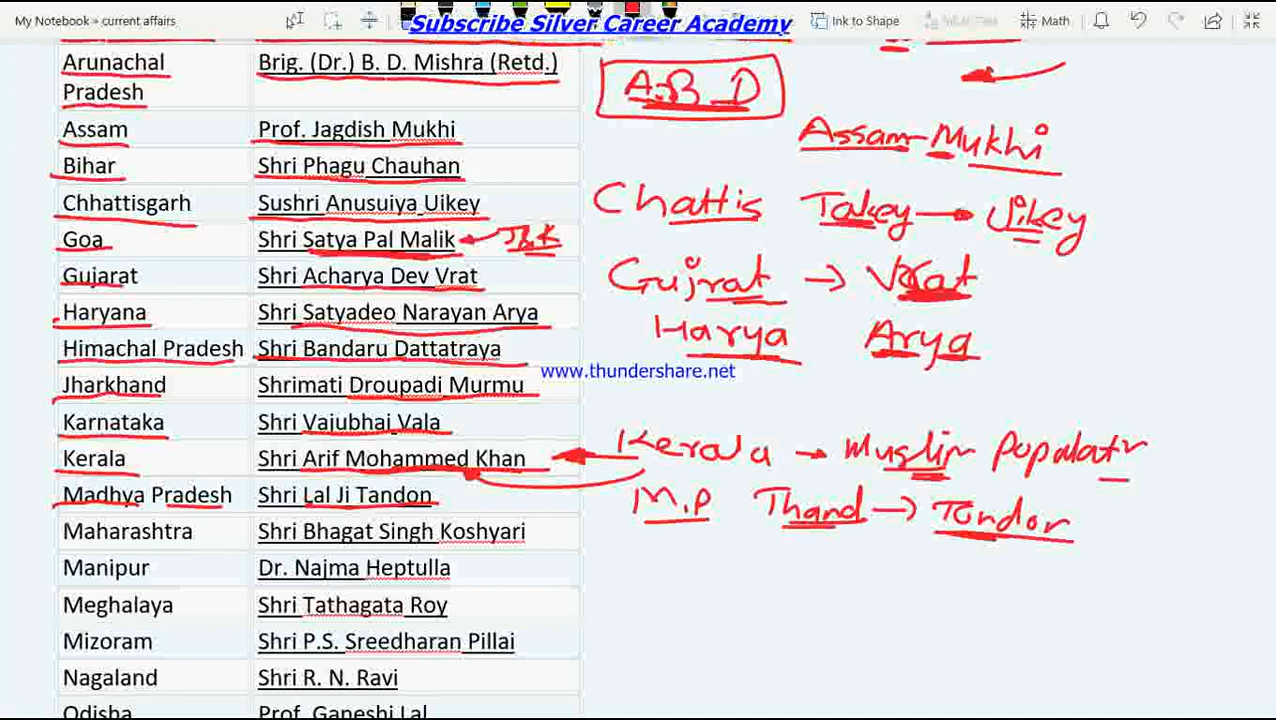 My Notebook » current affairs
Subscribe Silver Career Academy
Ink to Shape
Math
Arunachal Pradesh Brig. (Dr.) B. D. Mishra (Retd.)
A B D
Assam Prof. Jagdish Mukhi
Assam Mukhi
Bihar Shri Phagu Chauhan
Chhattisgarh Sushri Anusuiya Uikey
Chattis Takey → Uikey
Goa Shri Satya Pal Malik J&K
Gujarat Shri Acharya Dev Vrat
Gujrat → Vrat
Haryana Shri Satyadeo Narayan Arya
Harya Arya
Himachal Pradesh Shri Bandaru Dattatraya
www.thundershare.net
Jharkhand Shrimati Droupadi Murmu
Karnataka Shri Vajubhai Vala
Kerala Shri Arif Mohammed Khan
Kerala → Muslim Populatn
Madhya Pradesh Shri Lal Ji Tandon
M.P Thand → Tandon
Maharashtra Shri Bhagat Singh Koshyari
Manipur Dr. Najma Heptulla
Meghalaya Shri Tathagata Roy
Mizoram Shri P.S. Sreedharan Pillai
Nagaland Shri R. N. Ravi
Odisha Prof. Ganeshi Lal